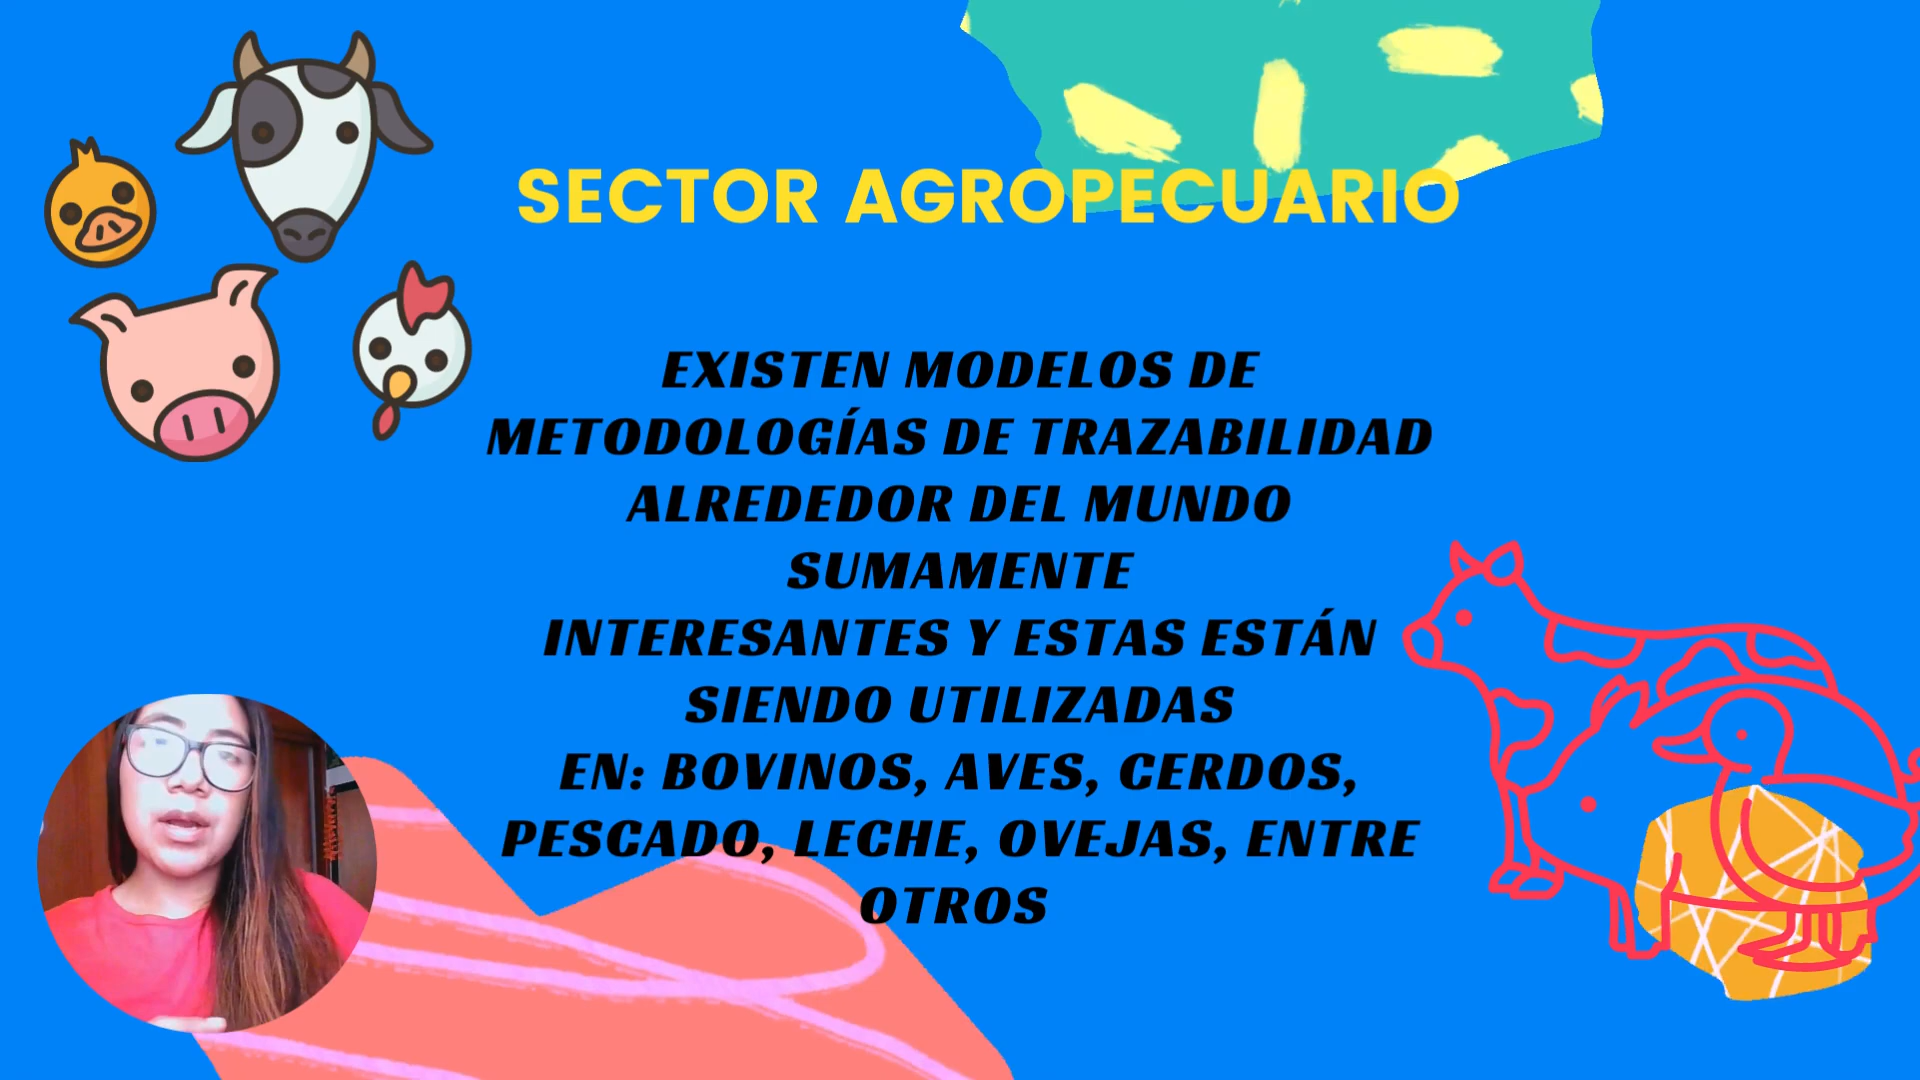 SECTOR AGROPECUARIO
EXISTEN MODELOS DE
METODOLOGÍAS DE TRAZABILIDAD
ALREDEDOR DEL MUNDO
SUMAMENTE
INTERESANTES Y ESTAS ESTÁN
SIENDO UTILIZADAS
EN: BOVINOS, AVES, CERDOS,
PESCADO, LECHE, OVEJAS, ENTRE
OTROS